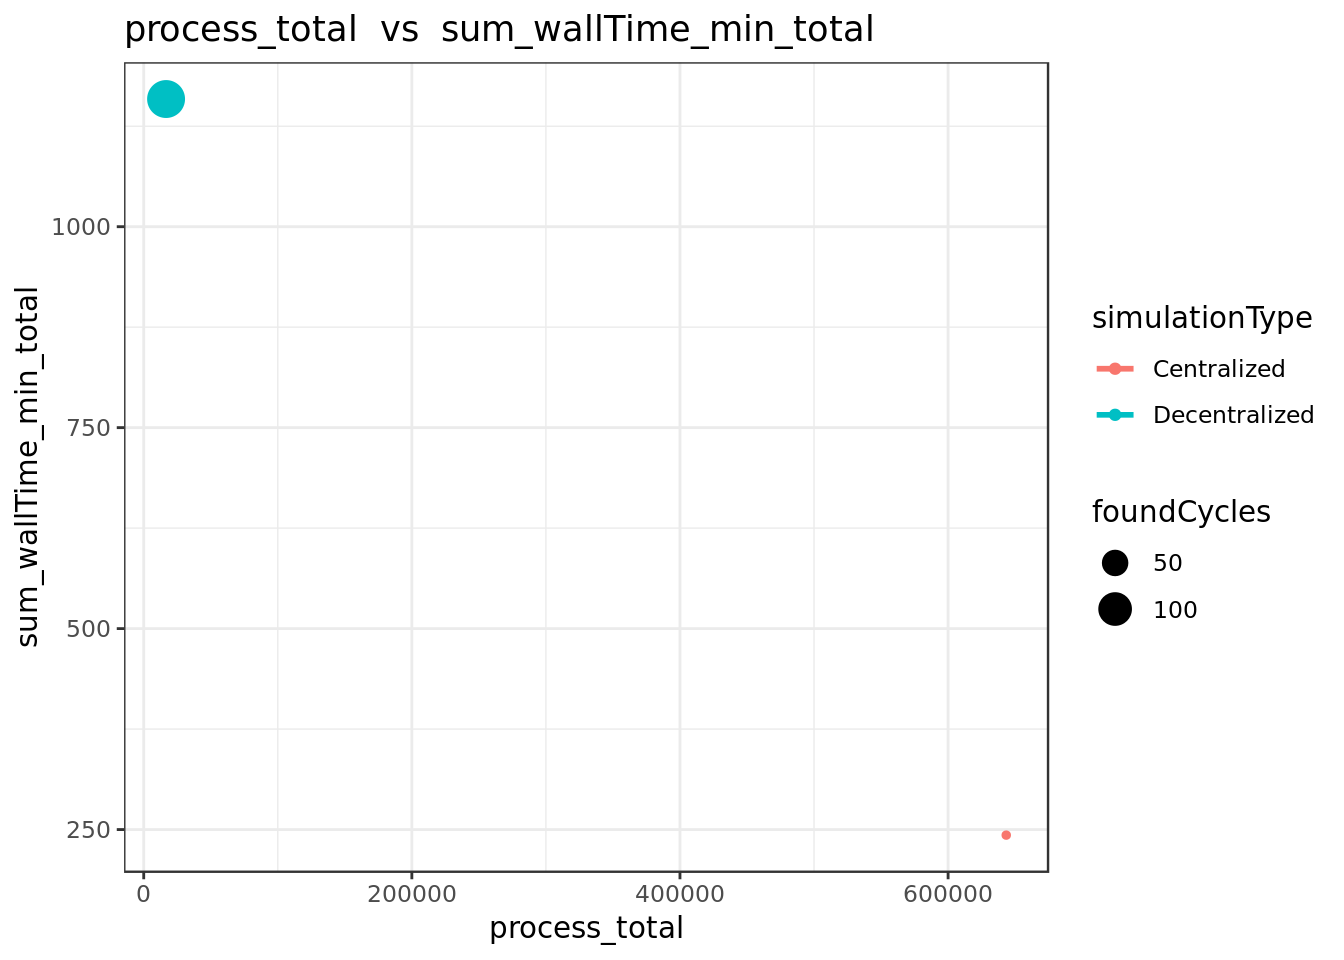 process_total  vs  sum_wallTime_min_total
sum_wallTime_min_total
1000
750
500
250
0
200000
400000
600000
process_total
simulationType
Centralized
Decentralized
foundCycles
50
100